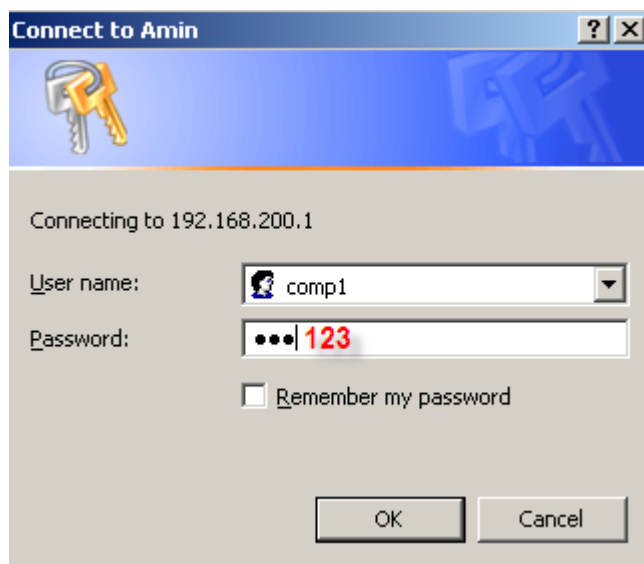 Connect to Amin
Connecting to 192.168.200.1
User name: comp1
Password: ●●● 123
Remember my password
OK Cancel